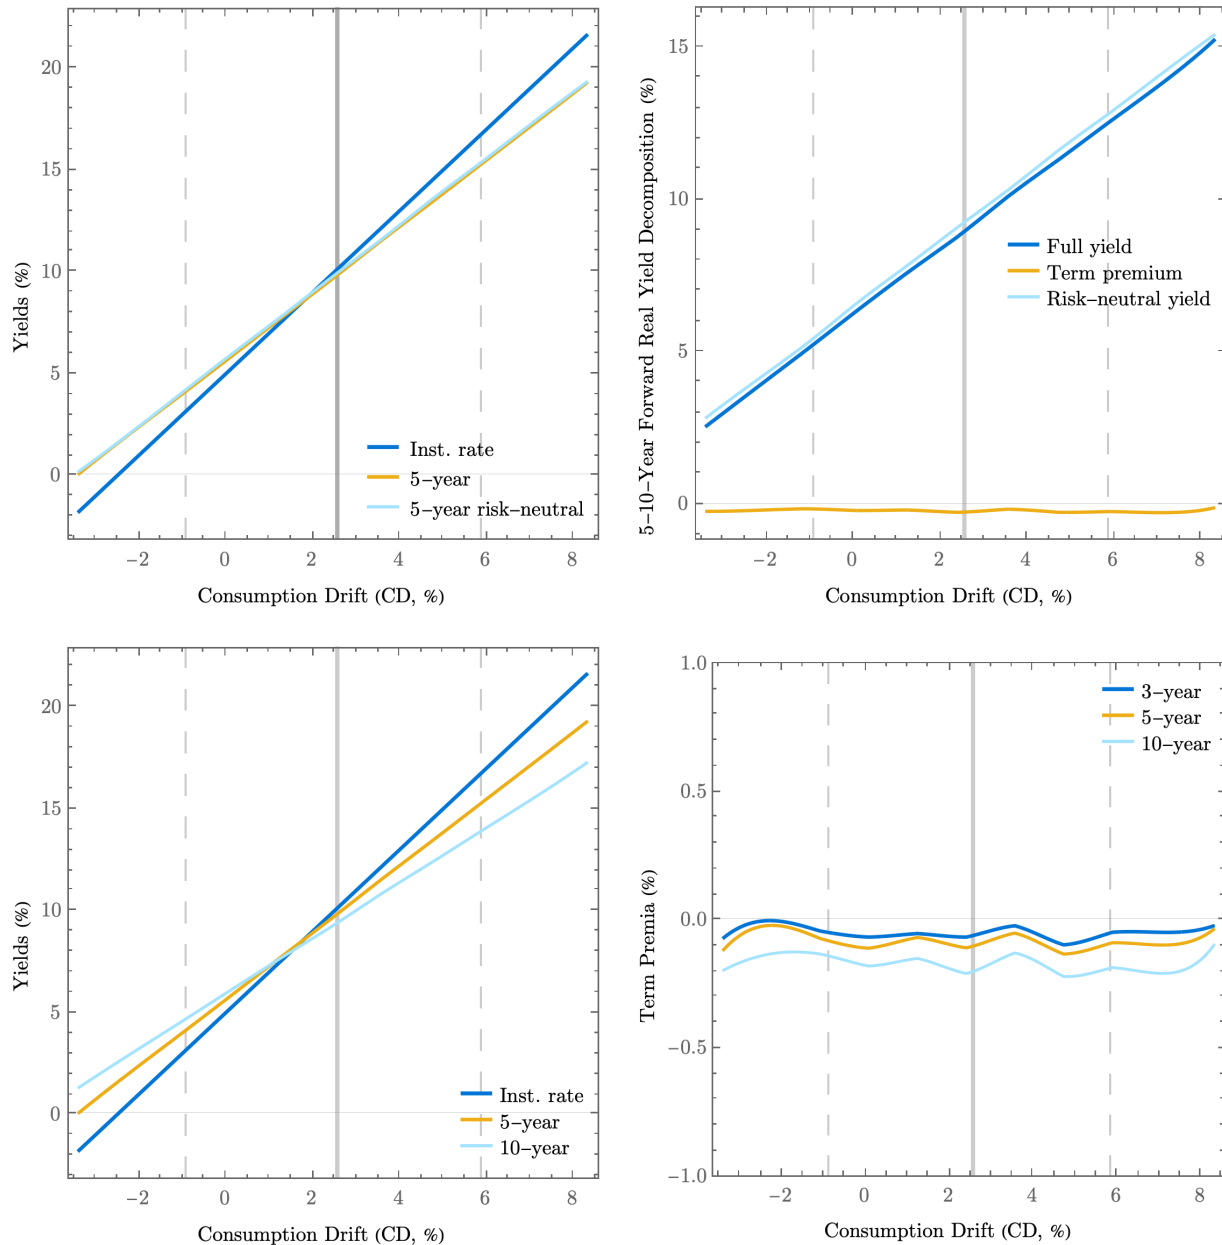 Yields (%)
20
15
10
5
0
Inst. rate
5−year
5−year risk−neutral
−2
0
2
4
6
8
Consumption Drift (CD, %)
5−10−Year Forward Real Yield Decomposition (%)
15
10
5
0
Full yield
Term premium
Risk−neutral yield
−2
0
2
4
6
8
Consumption Drift (CD, %)
Yields (%)
20
15
10
5
0
Inst. rate
5−year
10−year
−2
0
2
4
6
8
Consumption Drift (CD, %)
Term Premia (%)
1.0
0.5
0.0
−0.5
−1.0
3−year
5−year
10−year
−2
0
2
4
6
8
Consumption Drift (CD, %)